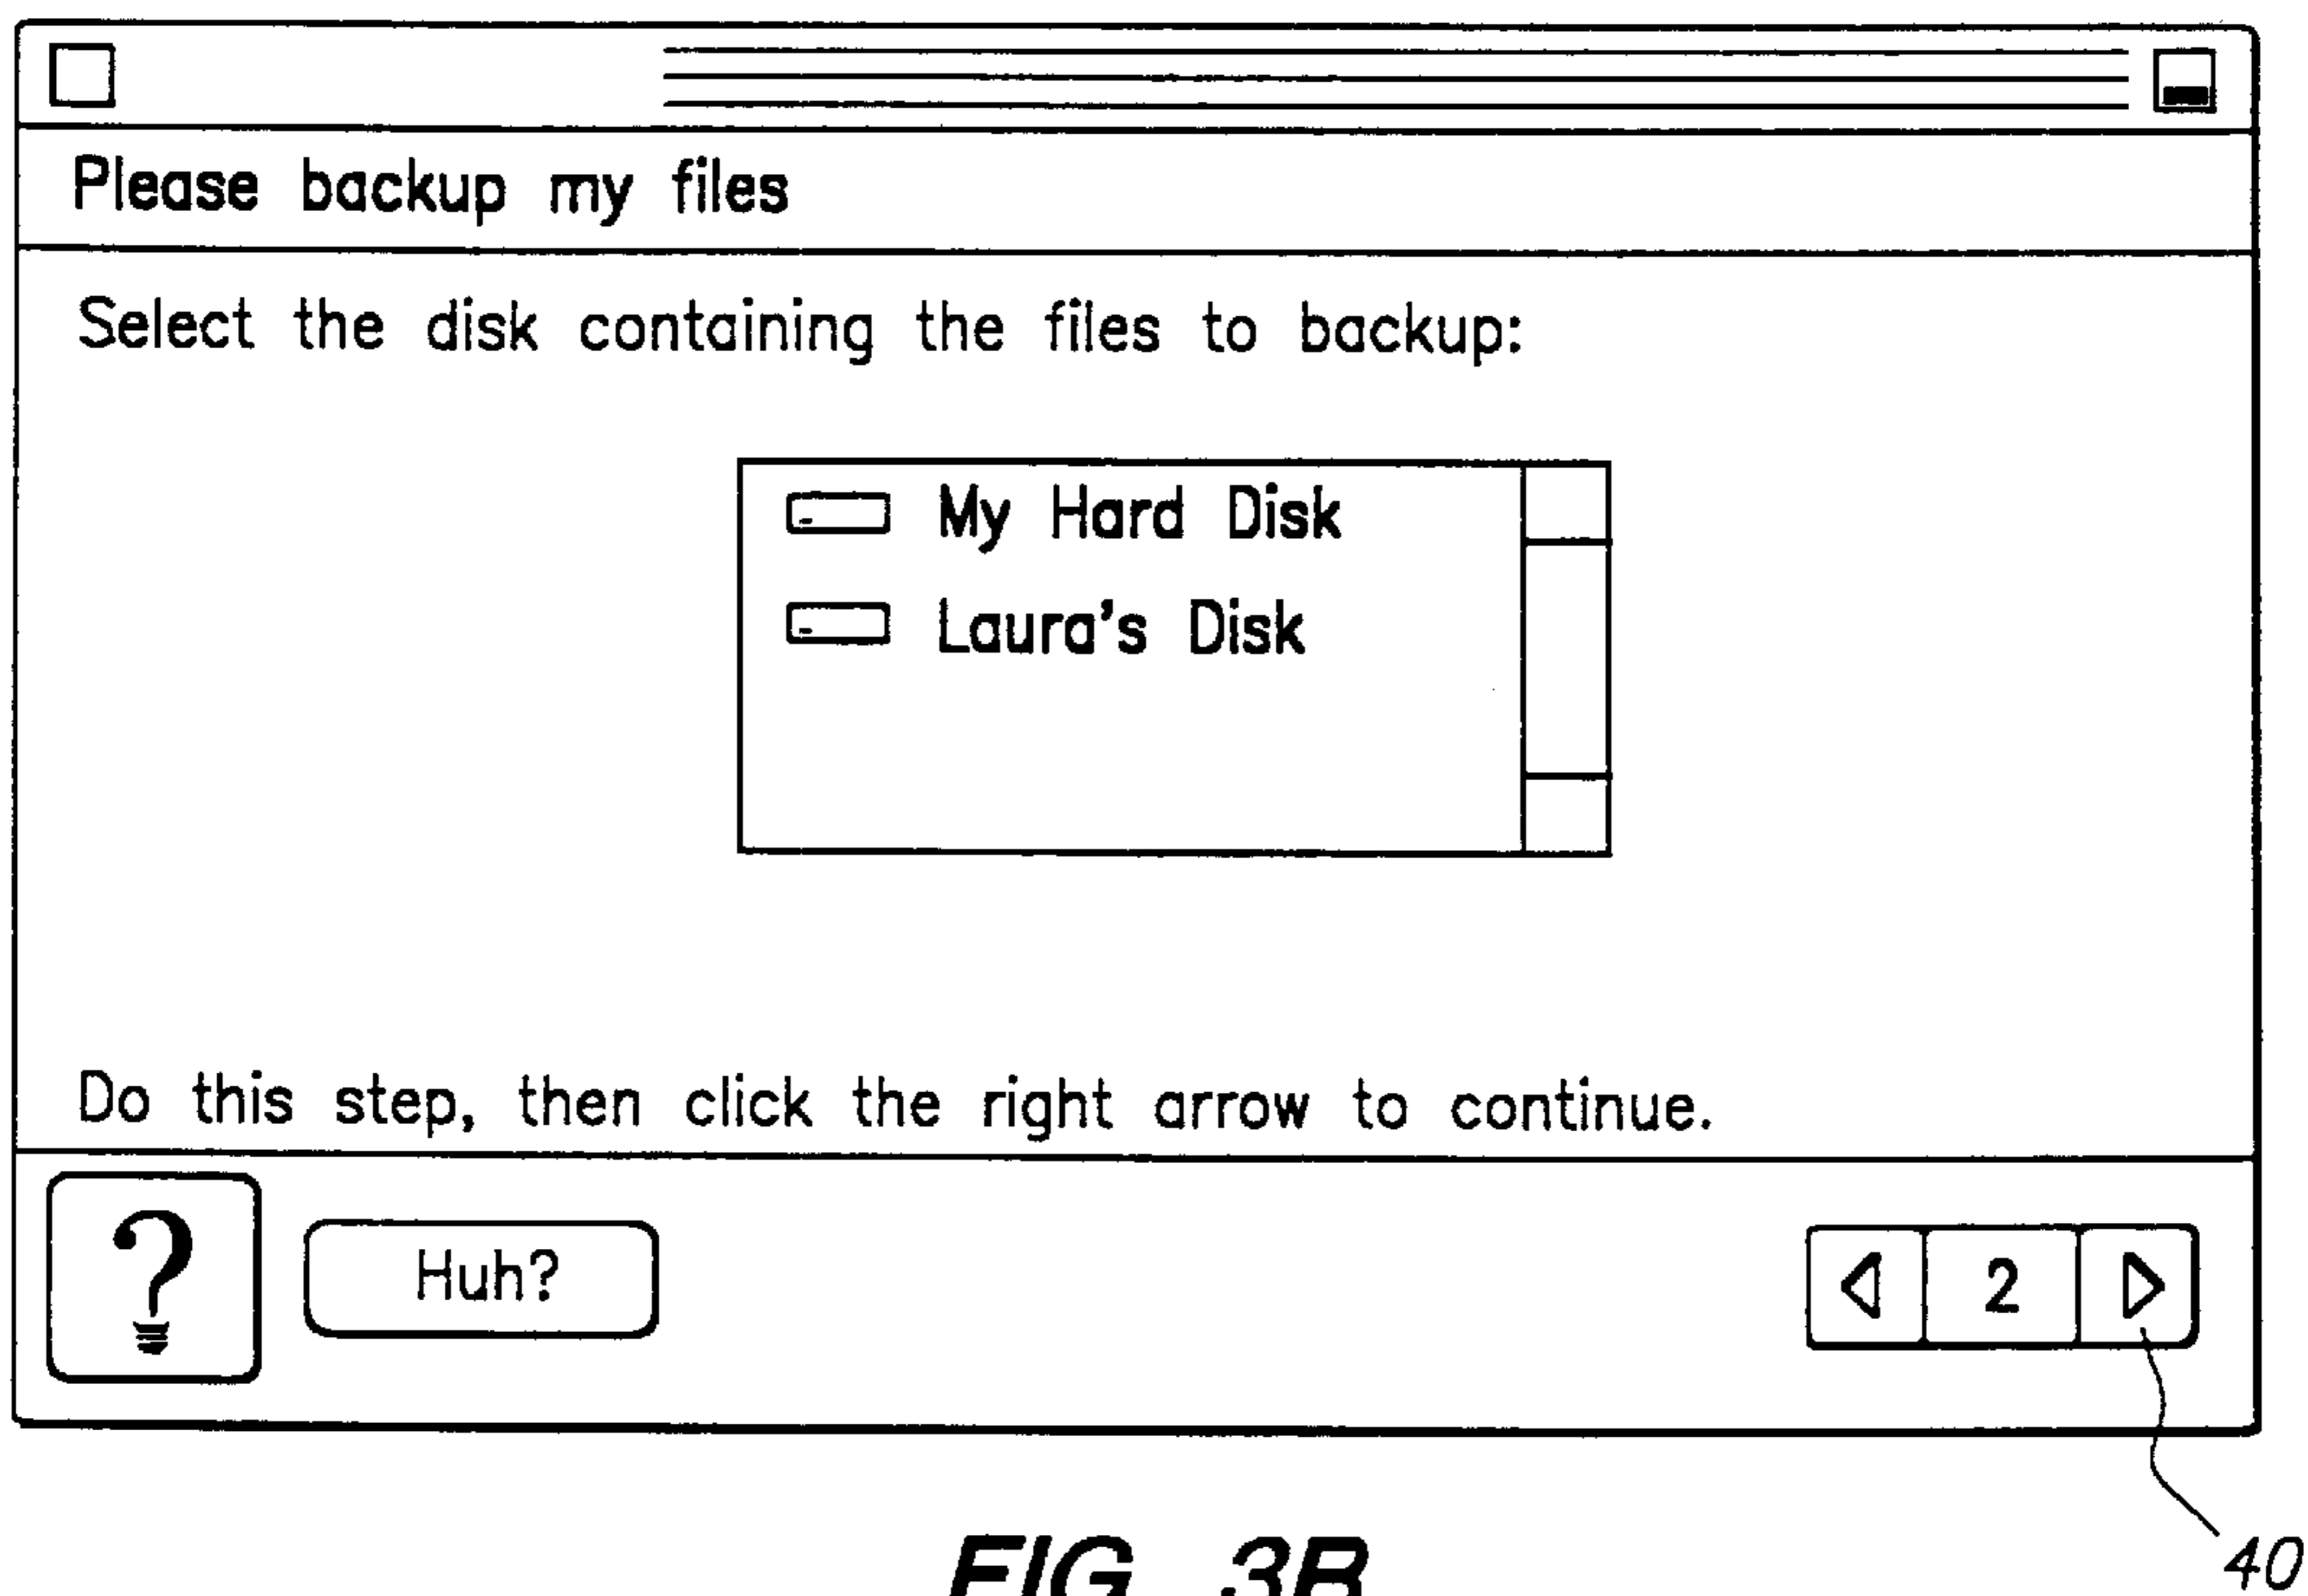 Please backup my files
Select the disk containing the files to backup:
My Hard Disk
Laura's Disk
Do this step, then click the right arrow to continue.
?
Huh?
2
40
FIG. 3B